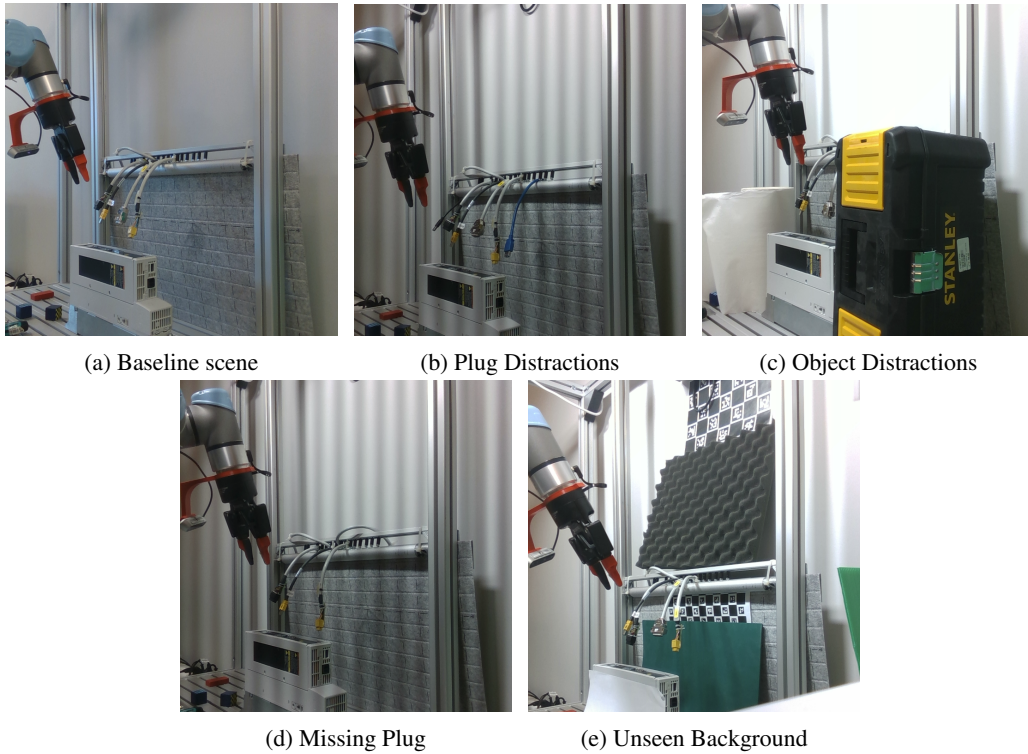 STANLEY
(a) Baseline scene
(b) Plug Distractions
(c) Object Distractions
(d) Missing Plug
(e) Unseen Background